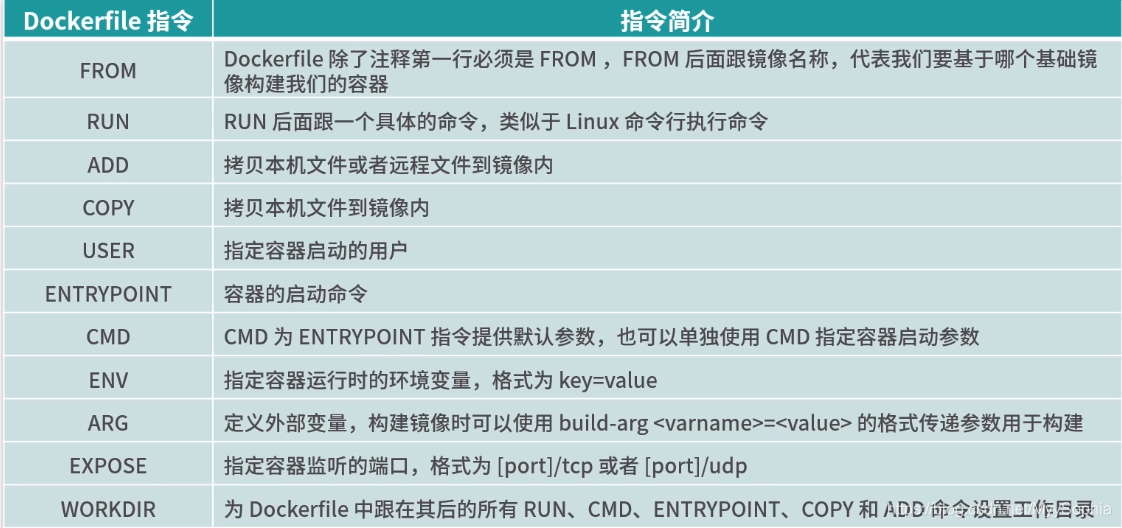 Dockerfile 指令 指令简介
FROM Dockerfile 除了注释第一行必须是 FROM ，FROM 后面跟镜像名称，代表我们要基于哪个基础镜
像构建我们的容器
RUN RUN 后面跟一个具体的命令，类似于 Linux 命令行执行命令
ADD 拷贝本机文件或者远程文件到镜像内
COPY 拷贝本机文件到镜像内
USER 指定容器启动的用户
ENTRYPOINT 容器的启动命令
CMD CMD 为 ENTRYPOINT 指令提供默认参数，也可以单独使用 CMD 指定容器启动参数
ENV 指定容器运行时的环境变量，格式为 key=value
ARG 定义外部变量，构建镜像时可以使用 build-arg <varname>=<value> 的格式传递参数用于构建
EXPOSE 指定容器监听的端口，格式为 [port]/tcp 或者 [port]/udp
WORKDIR 为 Dockerfile 中跟在其后的所有 RUN、CMD、ENTRYPOINT、COPY 和 ADD 命令设置工作目录